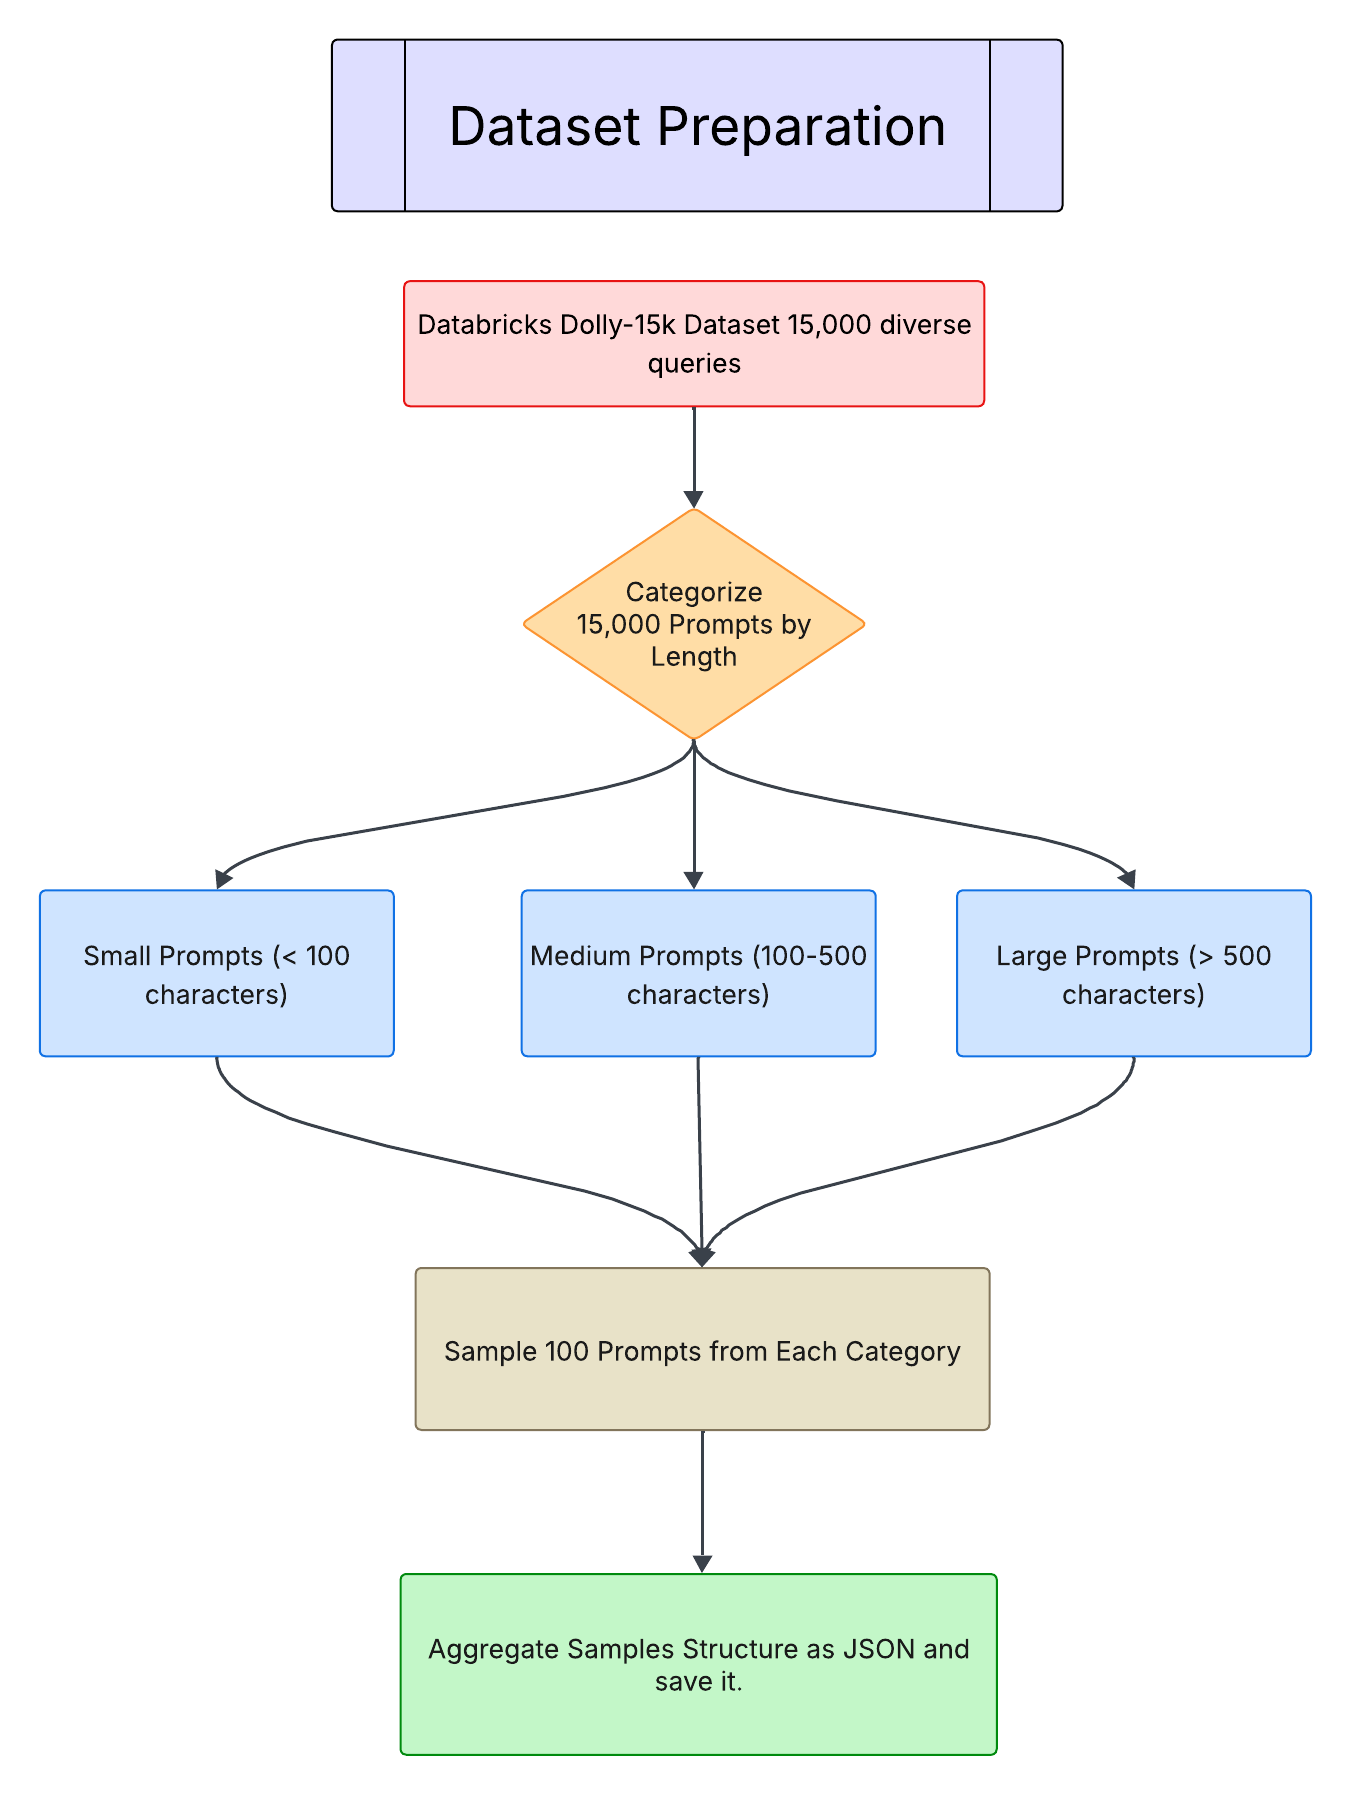 Dataset Preparation
Databricks Dolly-15k Dataset 15,000 diverse
queries
Categorize
15,000 Prompts by
Length
Small Prompts (< 100
characters)
Medium Prompts (100-500
characters)
Large Prompts (> 500
characters)
Sample 100 Prompts from Each Category
Aggregate Samples Structure as JSON and
save it.